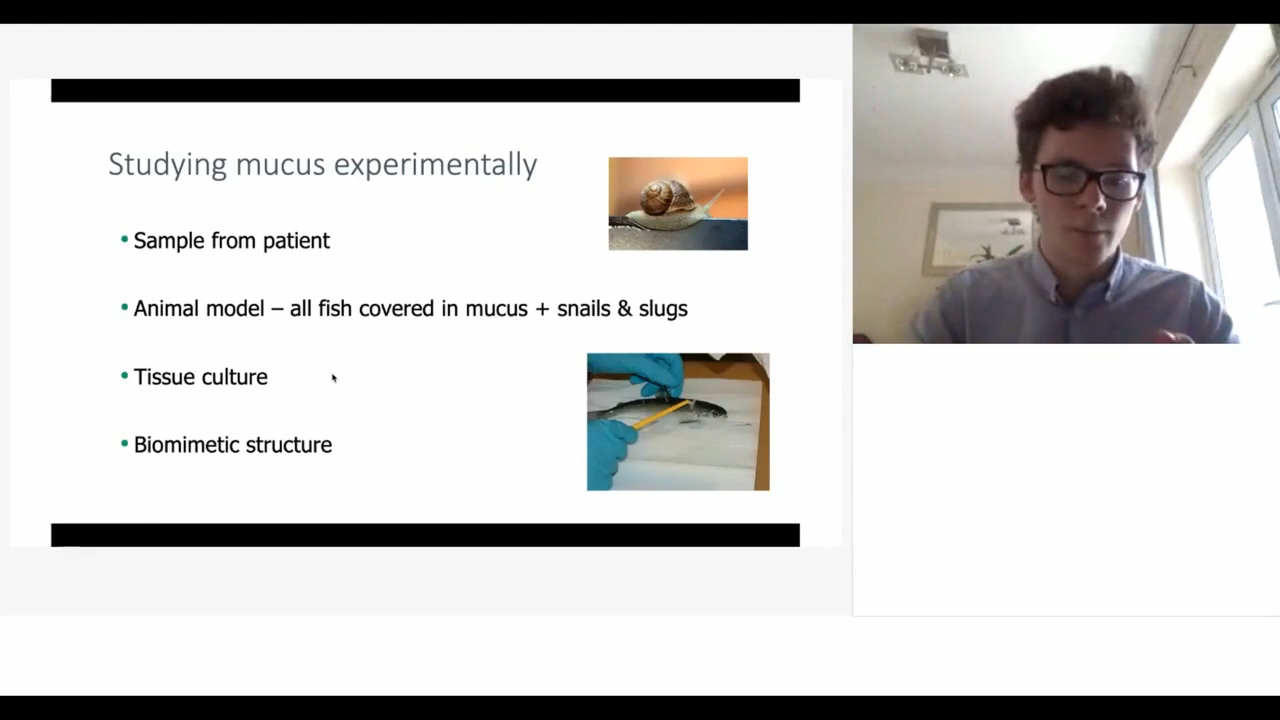 Studying mucus experimentally
• Sample from patient
• Animal model – all fish covered in mucus + snails & slugs
• Tissue culture
• Biomimetic structure